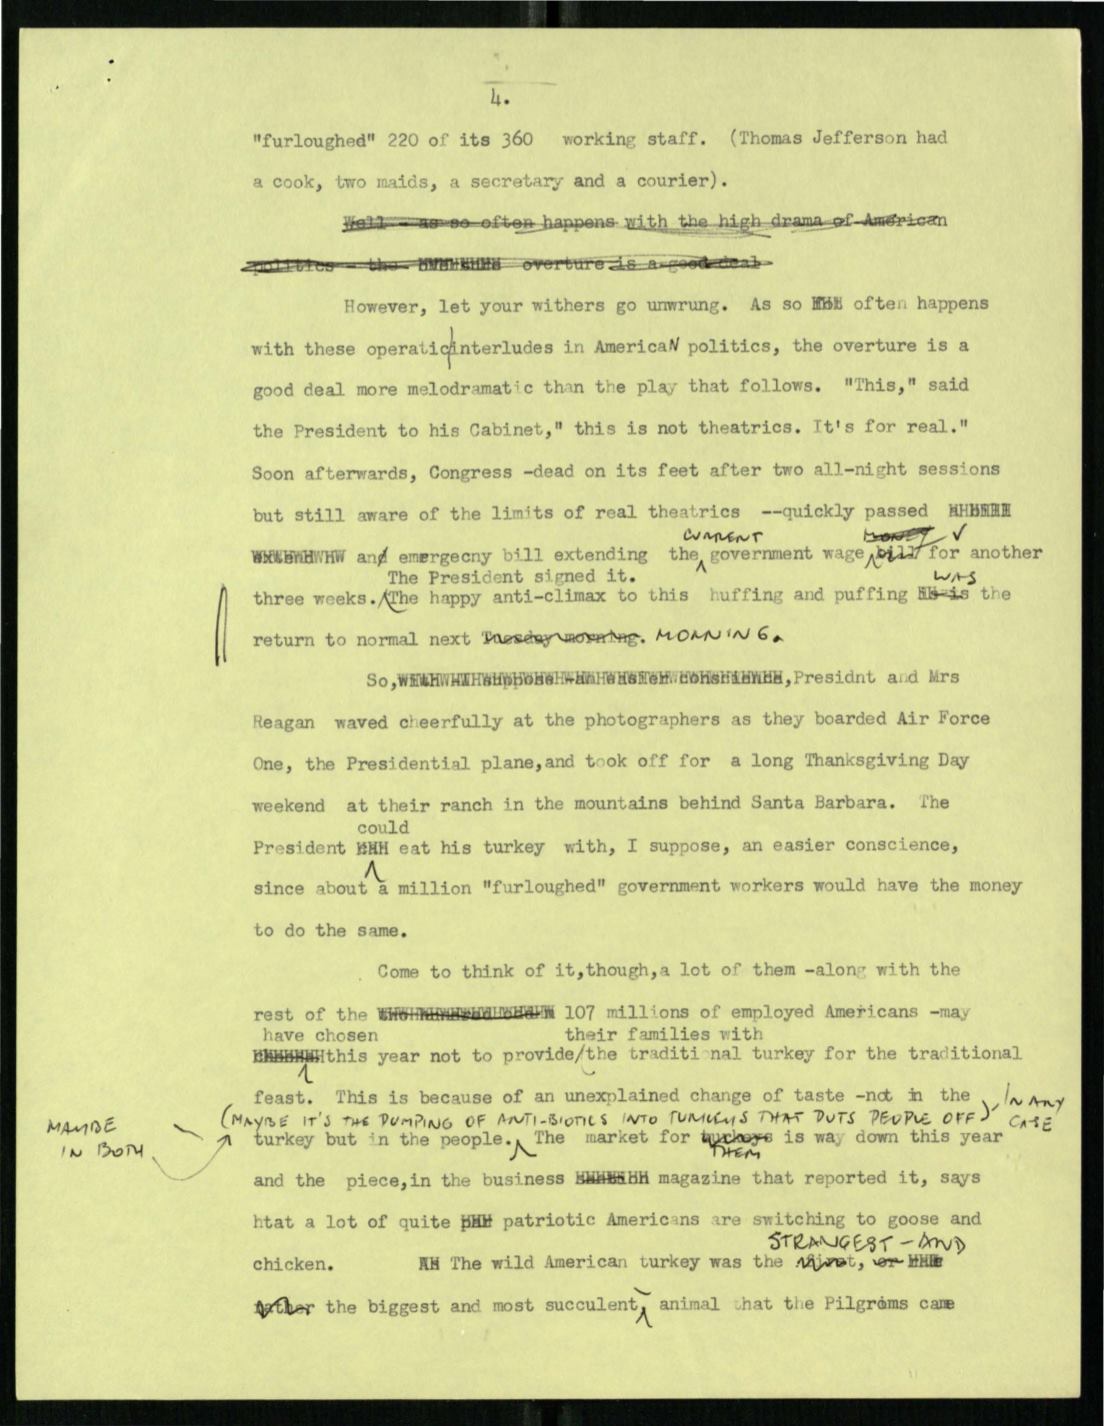 4.
"furloughed" 220 of its 360 working staff. (Thomas Jefferson had
a cook, two maids, a secretary and a courier).
Well - as so often happens with the high drama of American
politics - the overture is a good deal
However, let your withers go unwrung. As so often happens
with these operatic interludes in AmericaN politics, the overture is a
good deal more melodramatic than the play that follows. "This," said
the President to his Cabinet," this is not theatrics. It's for real."
Soon afterwards, Congress -dead on its feet after two all-night sessions
but still aware of the limits of real theatrics --quickly passed
CURRENT MONEY
and emergecny bill extending the government wage bill for another
The President signed it. WAS
three weeks. The happy anti-climax to this huffing and puffing is the
return to normal next Tuesday morning. MORNING.
So, suppose an easier conscience, Presidnt and Mrs
Reagan waved cheerfully at the photographers as they boarded Air Force
One, the Presidential plane,and took off for a long Thanksgiving Day
weekend at their ranch in the mountains behind Santa Barbara. The
could
President eat his turkey with, I suppose, an easier conscience,
since about a million "furloughed" government workers would have the money
to do the same.
Come to think of it,though,a lot of them -along with the
rest of the 107 millions of employed Americans -may
have chosen their families with
this year not to provide/the traditional turkey for the traditional
feast. This is because of an unexplained change of taste -not in the
(MAYBE IT'S THE DUMPING OF ANTI-BIOTICS INTO TURKEYS THAT PUTS PEOPLE OFF) IN ANY CASE
MAYBE IN BOTH
turkey but in the people. The market for turkeys is way down this year
THEM
and the piece,in the business magazine that reported it, says
htat a lot of quite patriotic Americans are switching to goose and
STRANGEST - AND
chicken. The wild American turkey was the first, or
rather the biggest and most succulent, animal that the Pilgroms came